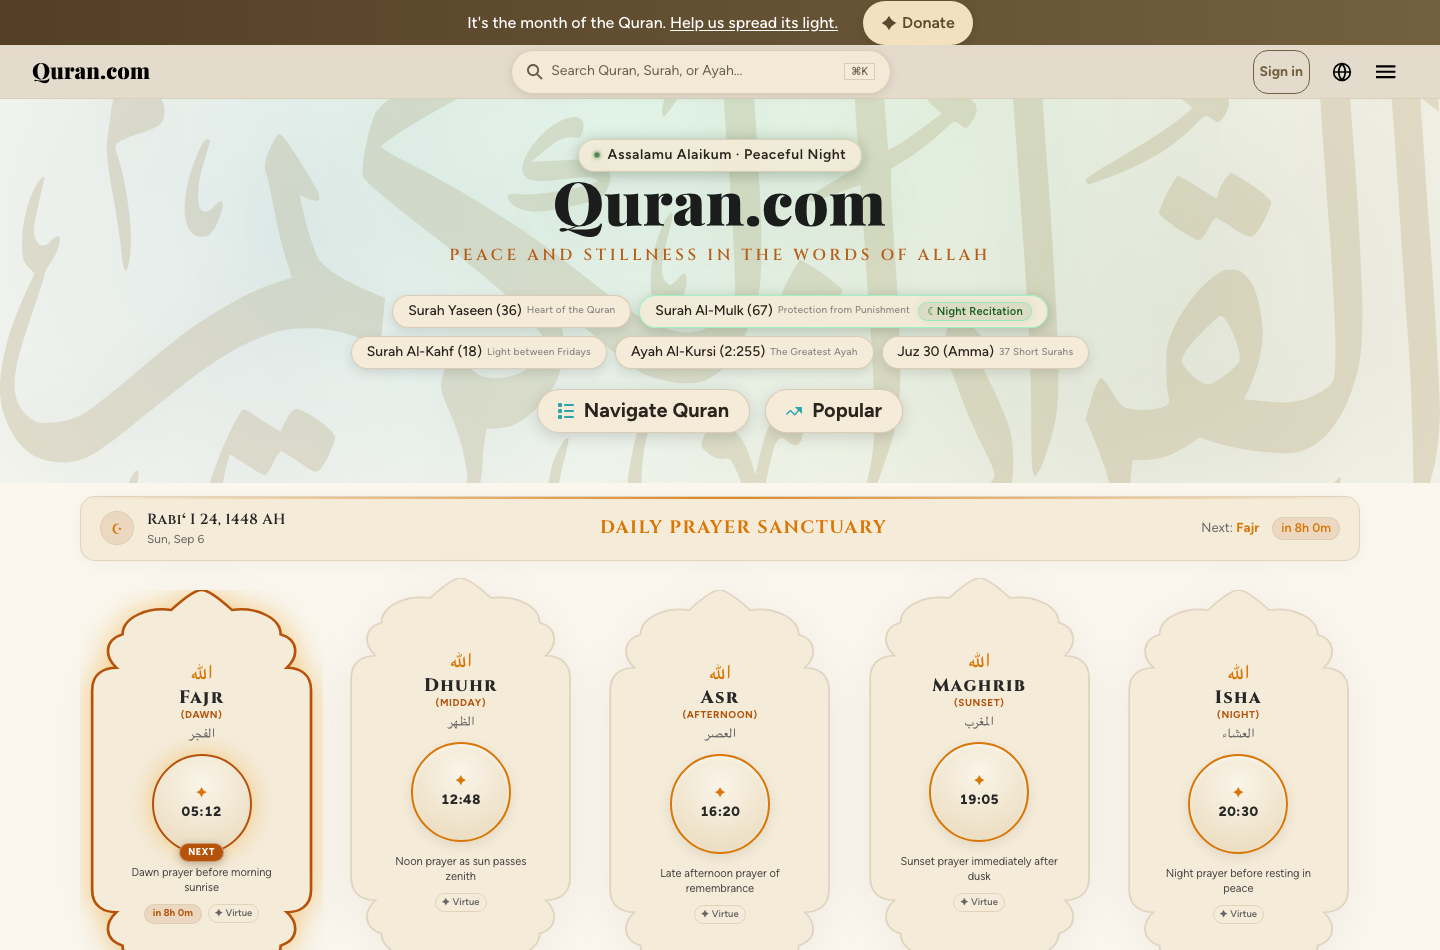 It's the month of the Quran. Help us spread its light.
✦ Donate
Quran.com
Search Quran, Surah, or Ayah...
⌘K
Sign in
Assalamu Alaikum · Peaceful Night
Quran.com
PEACE AND STILLNESS IN THE WORDS OF ALLAH
Surah Yaseen (36) Heart of the Quran
Surah Al-Mulk (67) Protection from Punishment ☾ Night Recitation
Surah Al-Kahf (18) Light between Fridays
Ayah Al-Kursi (2:255) The Greatest Ayah
Juz 30 (Amma) 37 Short Surahs
Navigate Quran
Popular
Rabiʻ I 24, 1448 AH
Sun, Sep 6
DAILY PRAYER SANCTUARY
Next: Fajr in 8h 0m
الله
Fajr
(DAWN)
الفجر
✦
05:12
NEXT
Dawn prayer before morning
sunrise
in 8h 0m
✦ Virtue
الله
Dhuhr
(MIDDAY)
الظهر
✦
12:48
Noon prayer as sun passes
zenith
✦ Virtue
الله
Asr
(AFTERNOON)
العصر
✦
16:20
Late afternoon prayer of
remembrance
✦ Virtue
الله
Maghrib
(SUNSET)
المغرب
✦
19:05
Sunset prayer immediately after
dusk
✦ Virtue
الله
Isha
(NIGHT)
العشاء
✦
20:30
Night prayer before resting in
peace
✦ Virtue